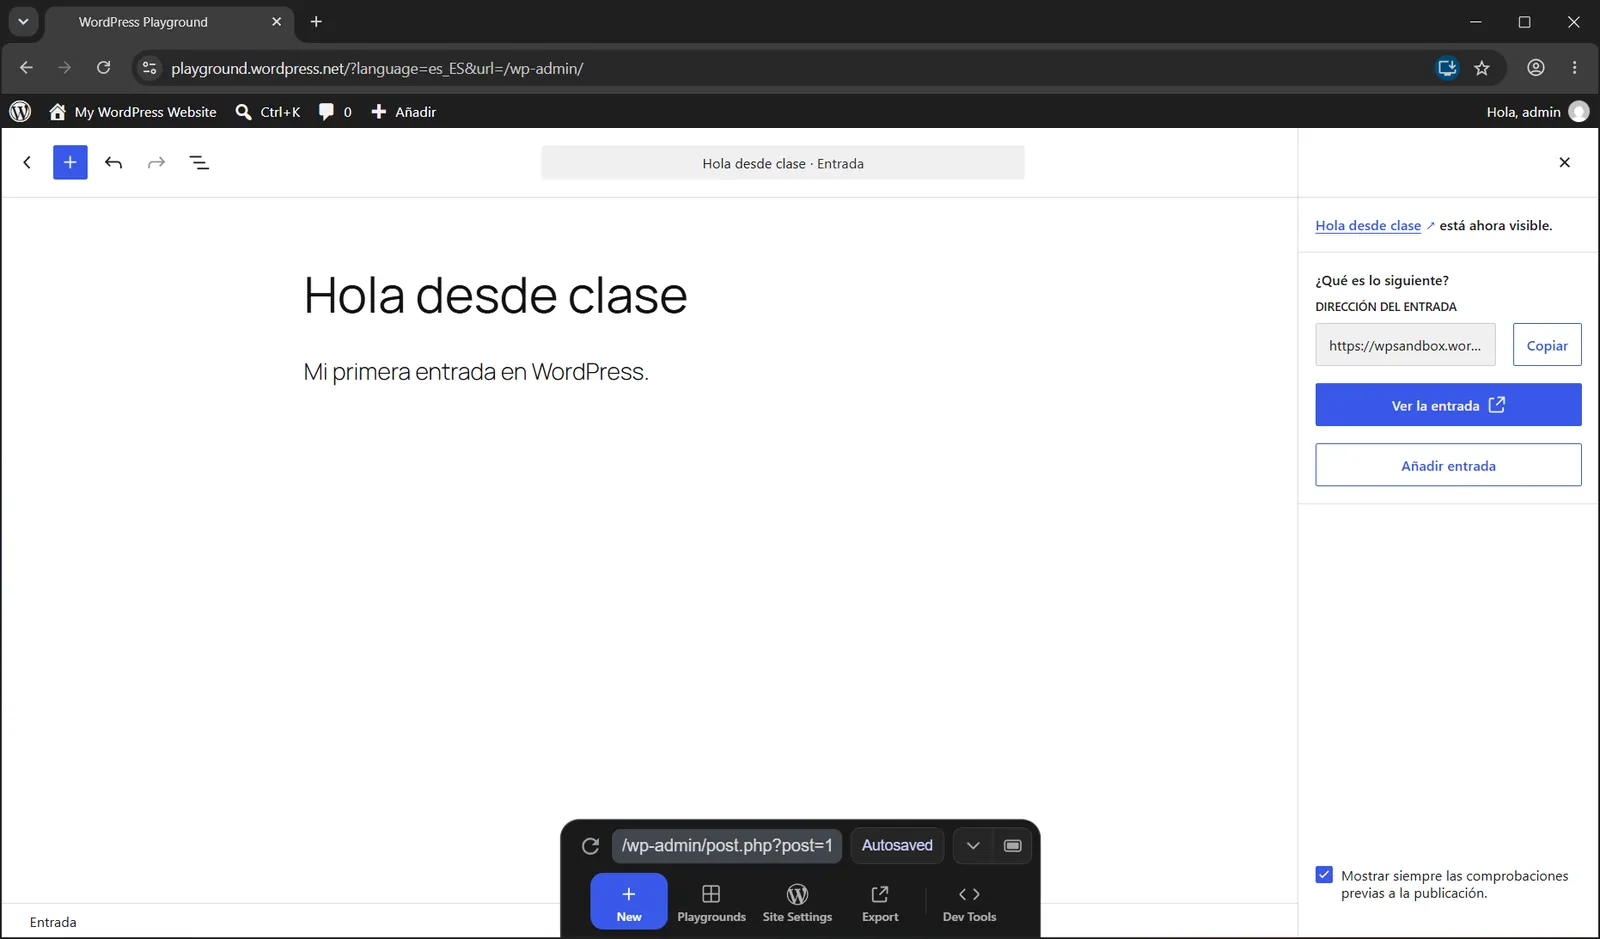 WordPress Playground
playground.wordpress.net/?language=es_ES&url=/wp-admin/
My WordPress Website
Ctrl+K
0
Añadir
Hola, admin
Hola desde clase · Entrada
Hola desde clase
Mi primera entrada en WordPress.
Hola desde clase ↗ está ahora visible.
¿Qué es lo siguiente?
DIRECCIÓN DEL ENTRADA
https://wpsandbox.wor...
Copiar
Ver la entrada
Añadir entrada
Mostrar siempre las comprobaciones
previas a la publicación.
/wp-admin/post.php?post=1
Autosaved
New
Playgrounds
Site Settings
Export
Dev Tools
Entrada